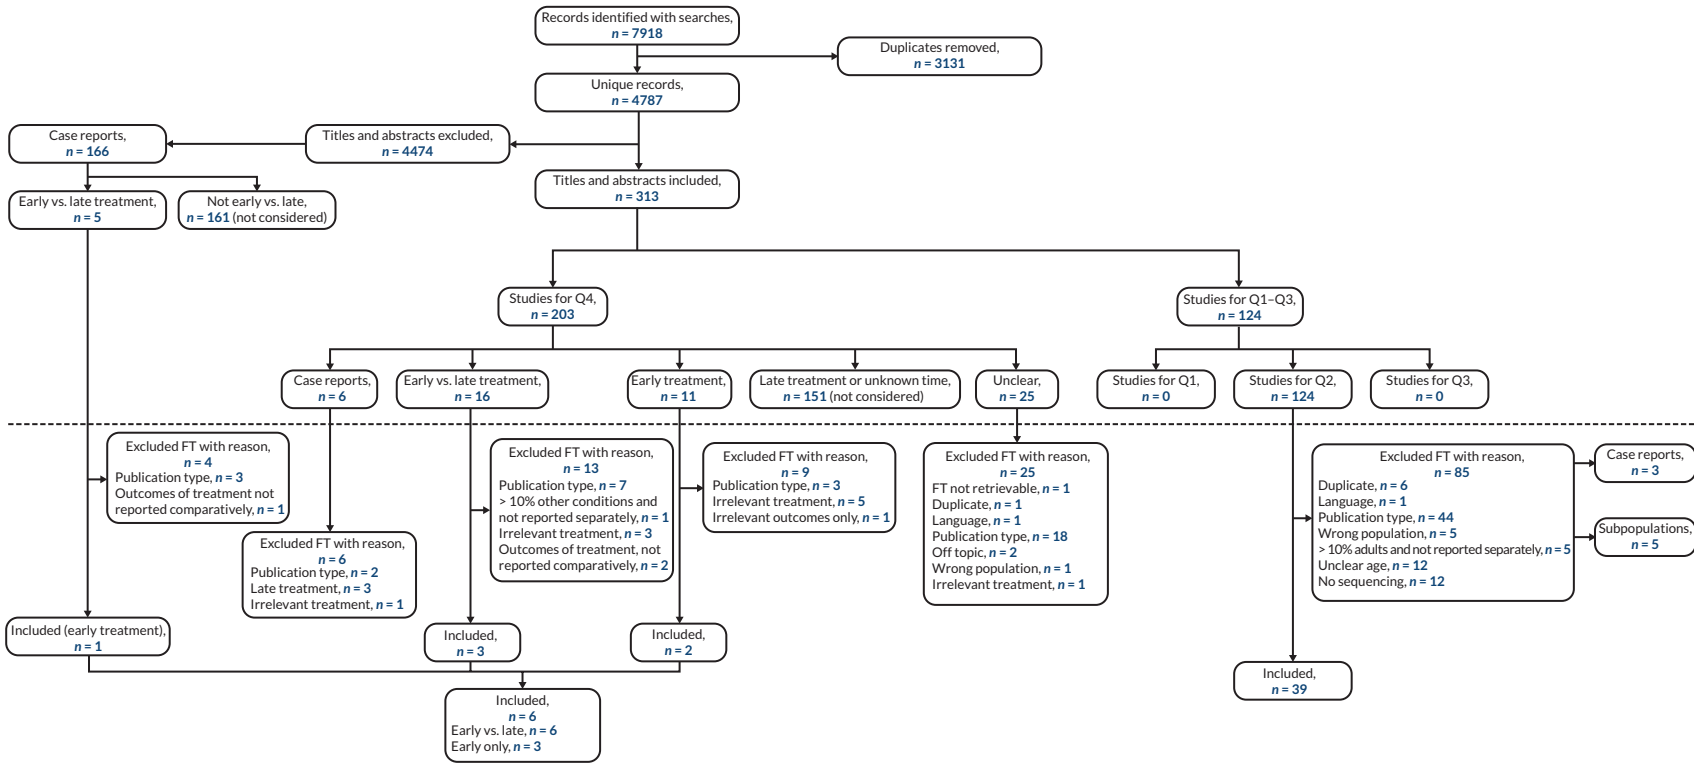 Records identified with searches,
n = 7918
Duplicates removed,
n = 3131
Unique records,
n = 4787
Case reports,
n = 166
Titles and abstracts excluded,
n = 4474
Titles and abstracts included,
n = 313
Early vs. late treatment,
n = 5
Not early vs. late,
n = 161 (not considered)
Studies for Q4,
n = 203
Studies for Q1–Q3,
n = 124
Case reports,
n = 6
Early vs. late treatment,
n = 16
Early treatment,
n = 11
Late treatment or unknown time,
n = 151 (not considered)
Unclear,
n = 25
Studies for Q1,
n = 0
Studies for Q2,
n = 124
Studies for Q3,
n = 0
Excluded FT with reason,
n = 4
Publication type, n = 3
Outcomes of treatment not
reported comparatively, n = 1
Excluded FT with reason,
n = 6
Publication type, n = 2
Late treatment, n = 3
Irrelevant treatment, n = 1
Excluded FT with reason,
n = 13
Publication type, n = 7
> 10% other conditions and
not reported separately, n = 1
Irrelevant treatment, n = 3
Outcomes of treatment, not
reported comparatively, n = 2
Excluded FT with reason,
n = 9
Publication type, n = 3
Irrelevant treatment, n = 5
Irrelevant outcomes only, n = 1
Excluded FT with reason,
n = 25
FT not retrievable, n = 1
Duplicate, n = 1
Language, n = 1
Publication type, n = 18
Off topic, n = 2
Wrong population, n = 1
Irrelevant treatment, n = 1
Excluded FT with reason,
n = 85
Duplicate, n = 6
Language, n = 1
Publication type, n = 44
Wrong population, n = 5
> 10% adults and not reported separately, n = 5
Unclear age, n = 12
No sequencing, n = 12
Case reports,
n = 3
Subpopulations,
n = 5
Included (early treatment),
n = 1
Included,
n = 3
Included,
n = 2
Included,
n = 39
Included,
n = 6
Early vs. late, n = 6
Early only, n = 3